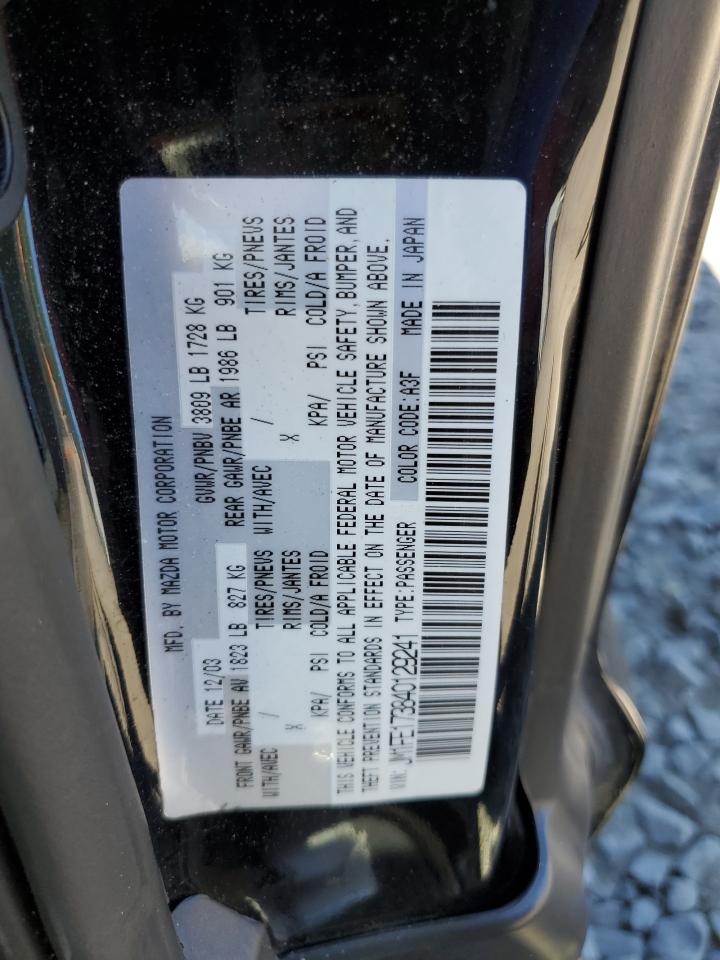 MFD. BY MAZDA MOTOR CORPORATION
DATE 12/03 GVWR/PNBV 3809 LB 1728 KG
FRONT GAWR/PNBE AV 1823 LB 827 KG REAR GAWR/PNBE AR 1986 LB 901 KG
WITH/AVEC / TIRES/PNEUS WITH/AVEC / TIRES/PNEUS
X RIMS/JANTES X RIMS/JANTES
KPA/ PSI COLD/A FROID KPA/ PSI COLD/A FROID
THIS VEHICLE CONFORMS TO ALL APPLICABLE FEDERAL MOTOR VEHICLE SAFETY, BUMPER, AND
THEFT PREVENTION STANDARDS IN EFFECT ON THE DATE OF MANUFACTURE SHOWN ABOVE.
VIN: JM1FE173840129241 TYPE:PASSENGER COLOR CODE:A3F MADE IN JAPAN